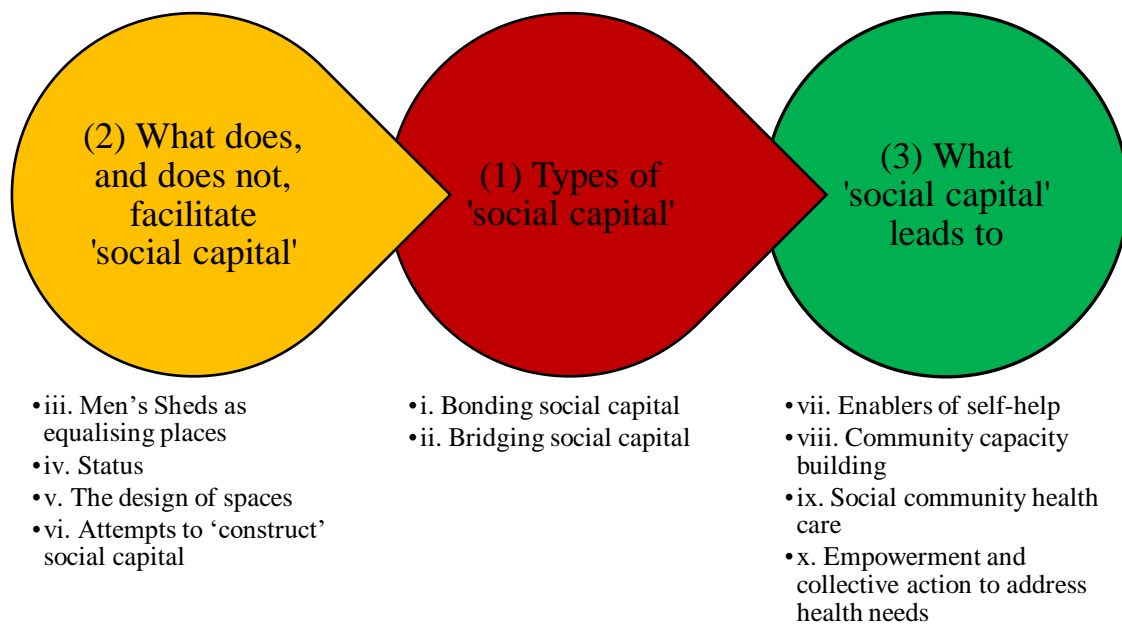 (2) What does,
and does not,
facilitate
'social capital'
•iii. Men’s Sheds as
equalising places
•iv. Status
•v. The design of spaces
•vi. Attempts to ‘construct’
social capital
(1) Types of
'social capital'
•i. Bonding social capital
•ii. Bridging social capital
(3) What
'social capital'
leads to
•vii. Enablers of self-help
•viii. Community capacity
building
•ix. Social community health
care
•x. Empowerment and
collective action to address
health needs